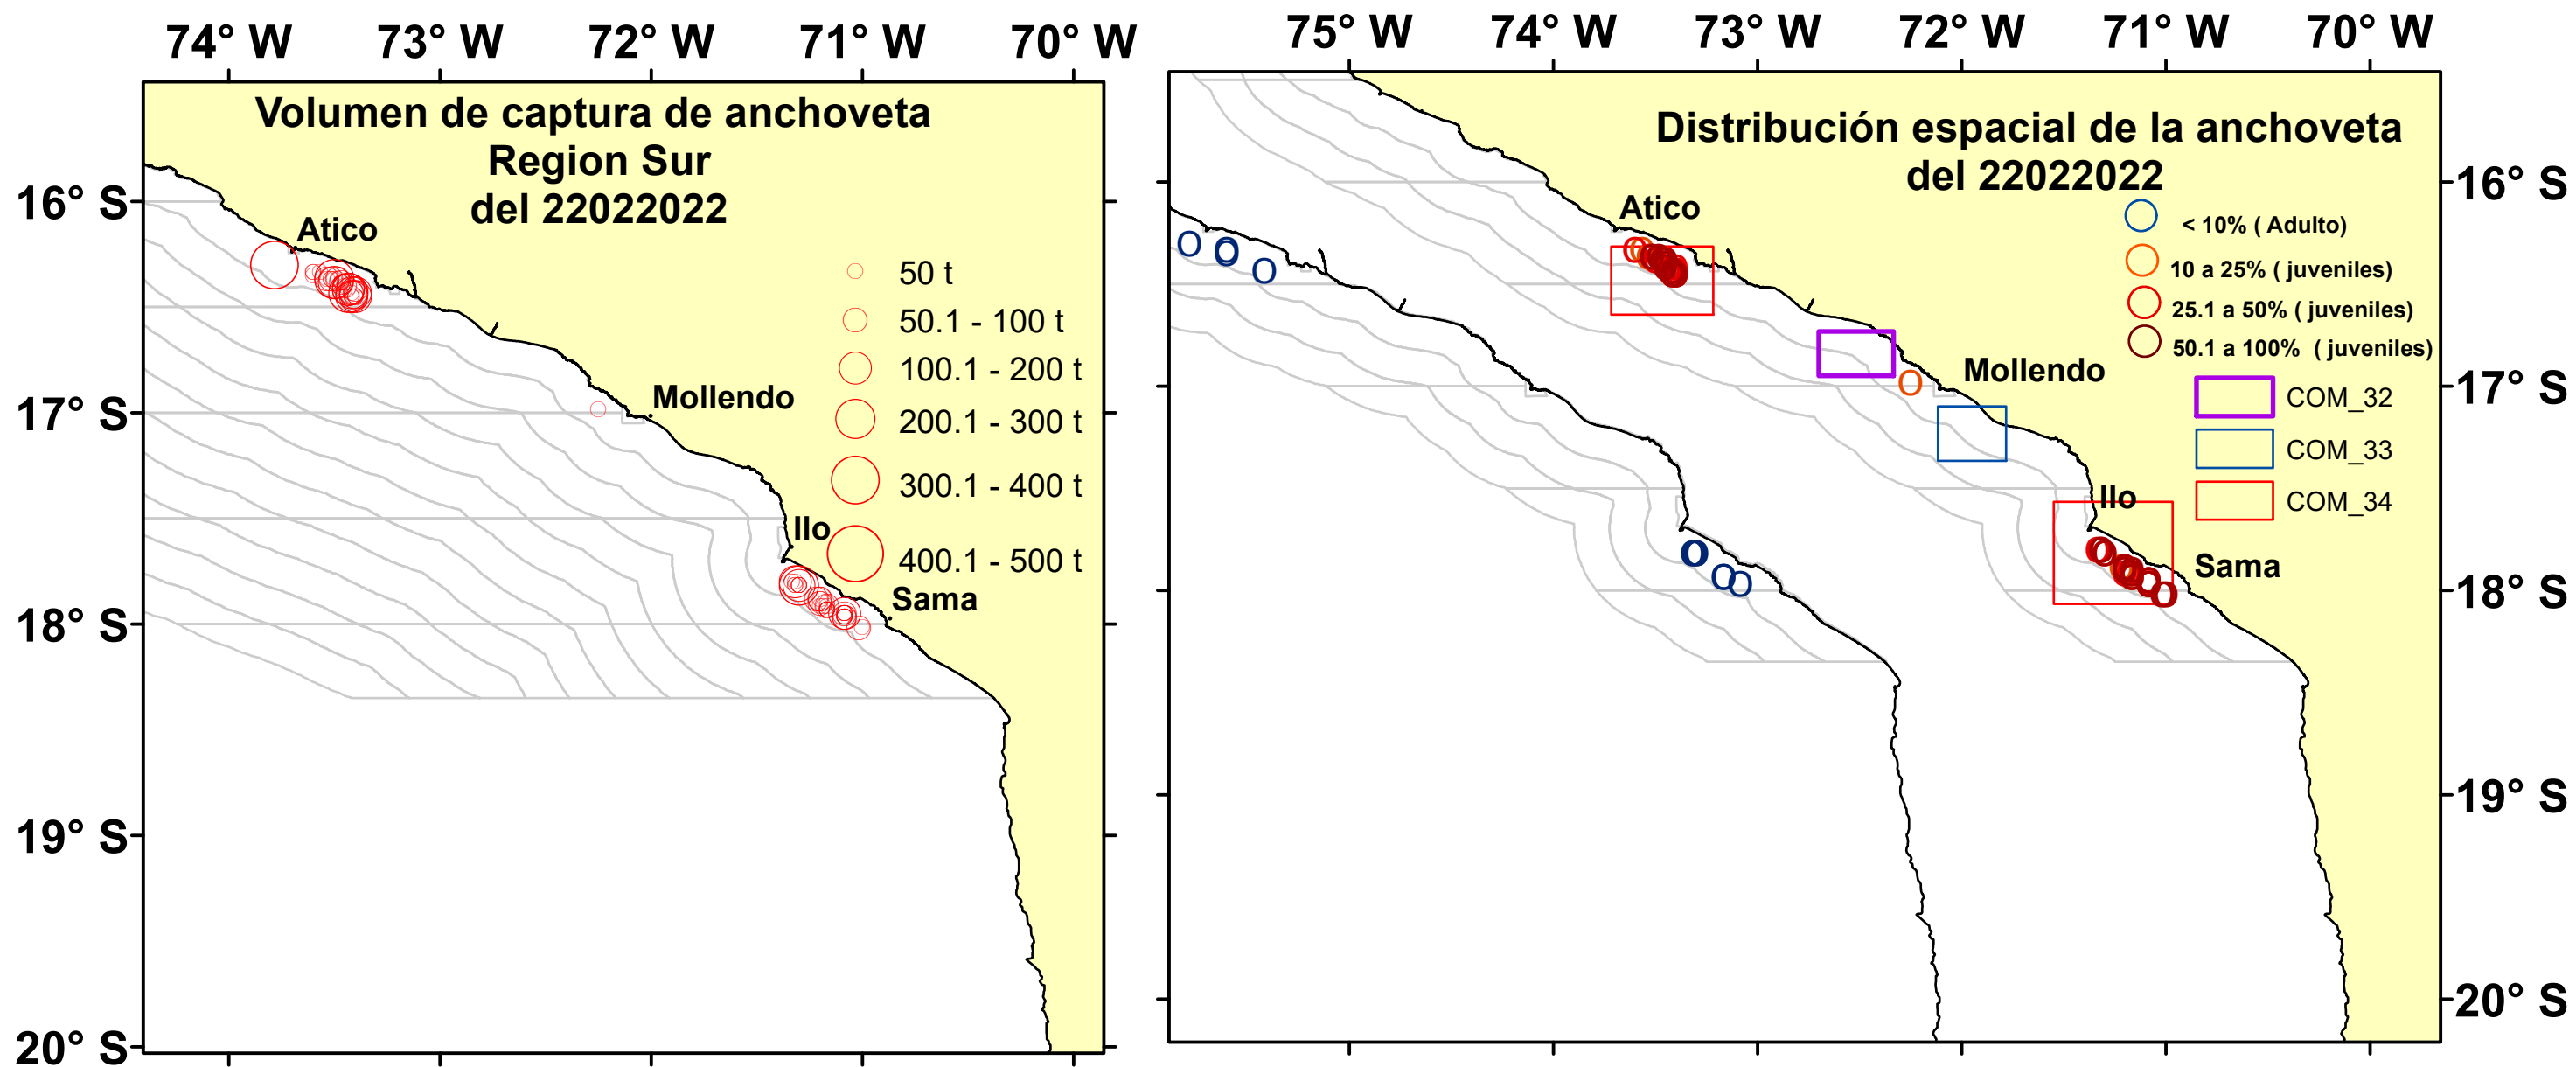 74° W 73° W 72° W 71° W 70° W
Volumen de captura de anchoveta
Region Sur
del 22022022
16° S
17° S
18° S
19° S
20° S
Atico
Mollendo
Ilo
Sama
50 t
50.1 - 100 t
100.1 - 200 t
200.1 - 300 t
300.1 - 400 t
400.1 - 500 t
75° W 74° W 73° W 72° W 71° W 70° W
Distribución espacial de la anchoveta
del 22022022
Atico
Mollendo
Ilo
Sama
< 10% ( Adulto)
10 a 25% ( juveniles)
25.1 a 50% ( juveniles)
50.1 a 100% ( juveniles)
COM_32
COM_33
COM_34
16° S
17° S
18° S
19° S
20° S